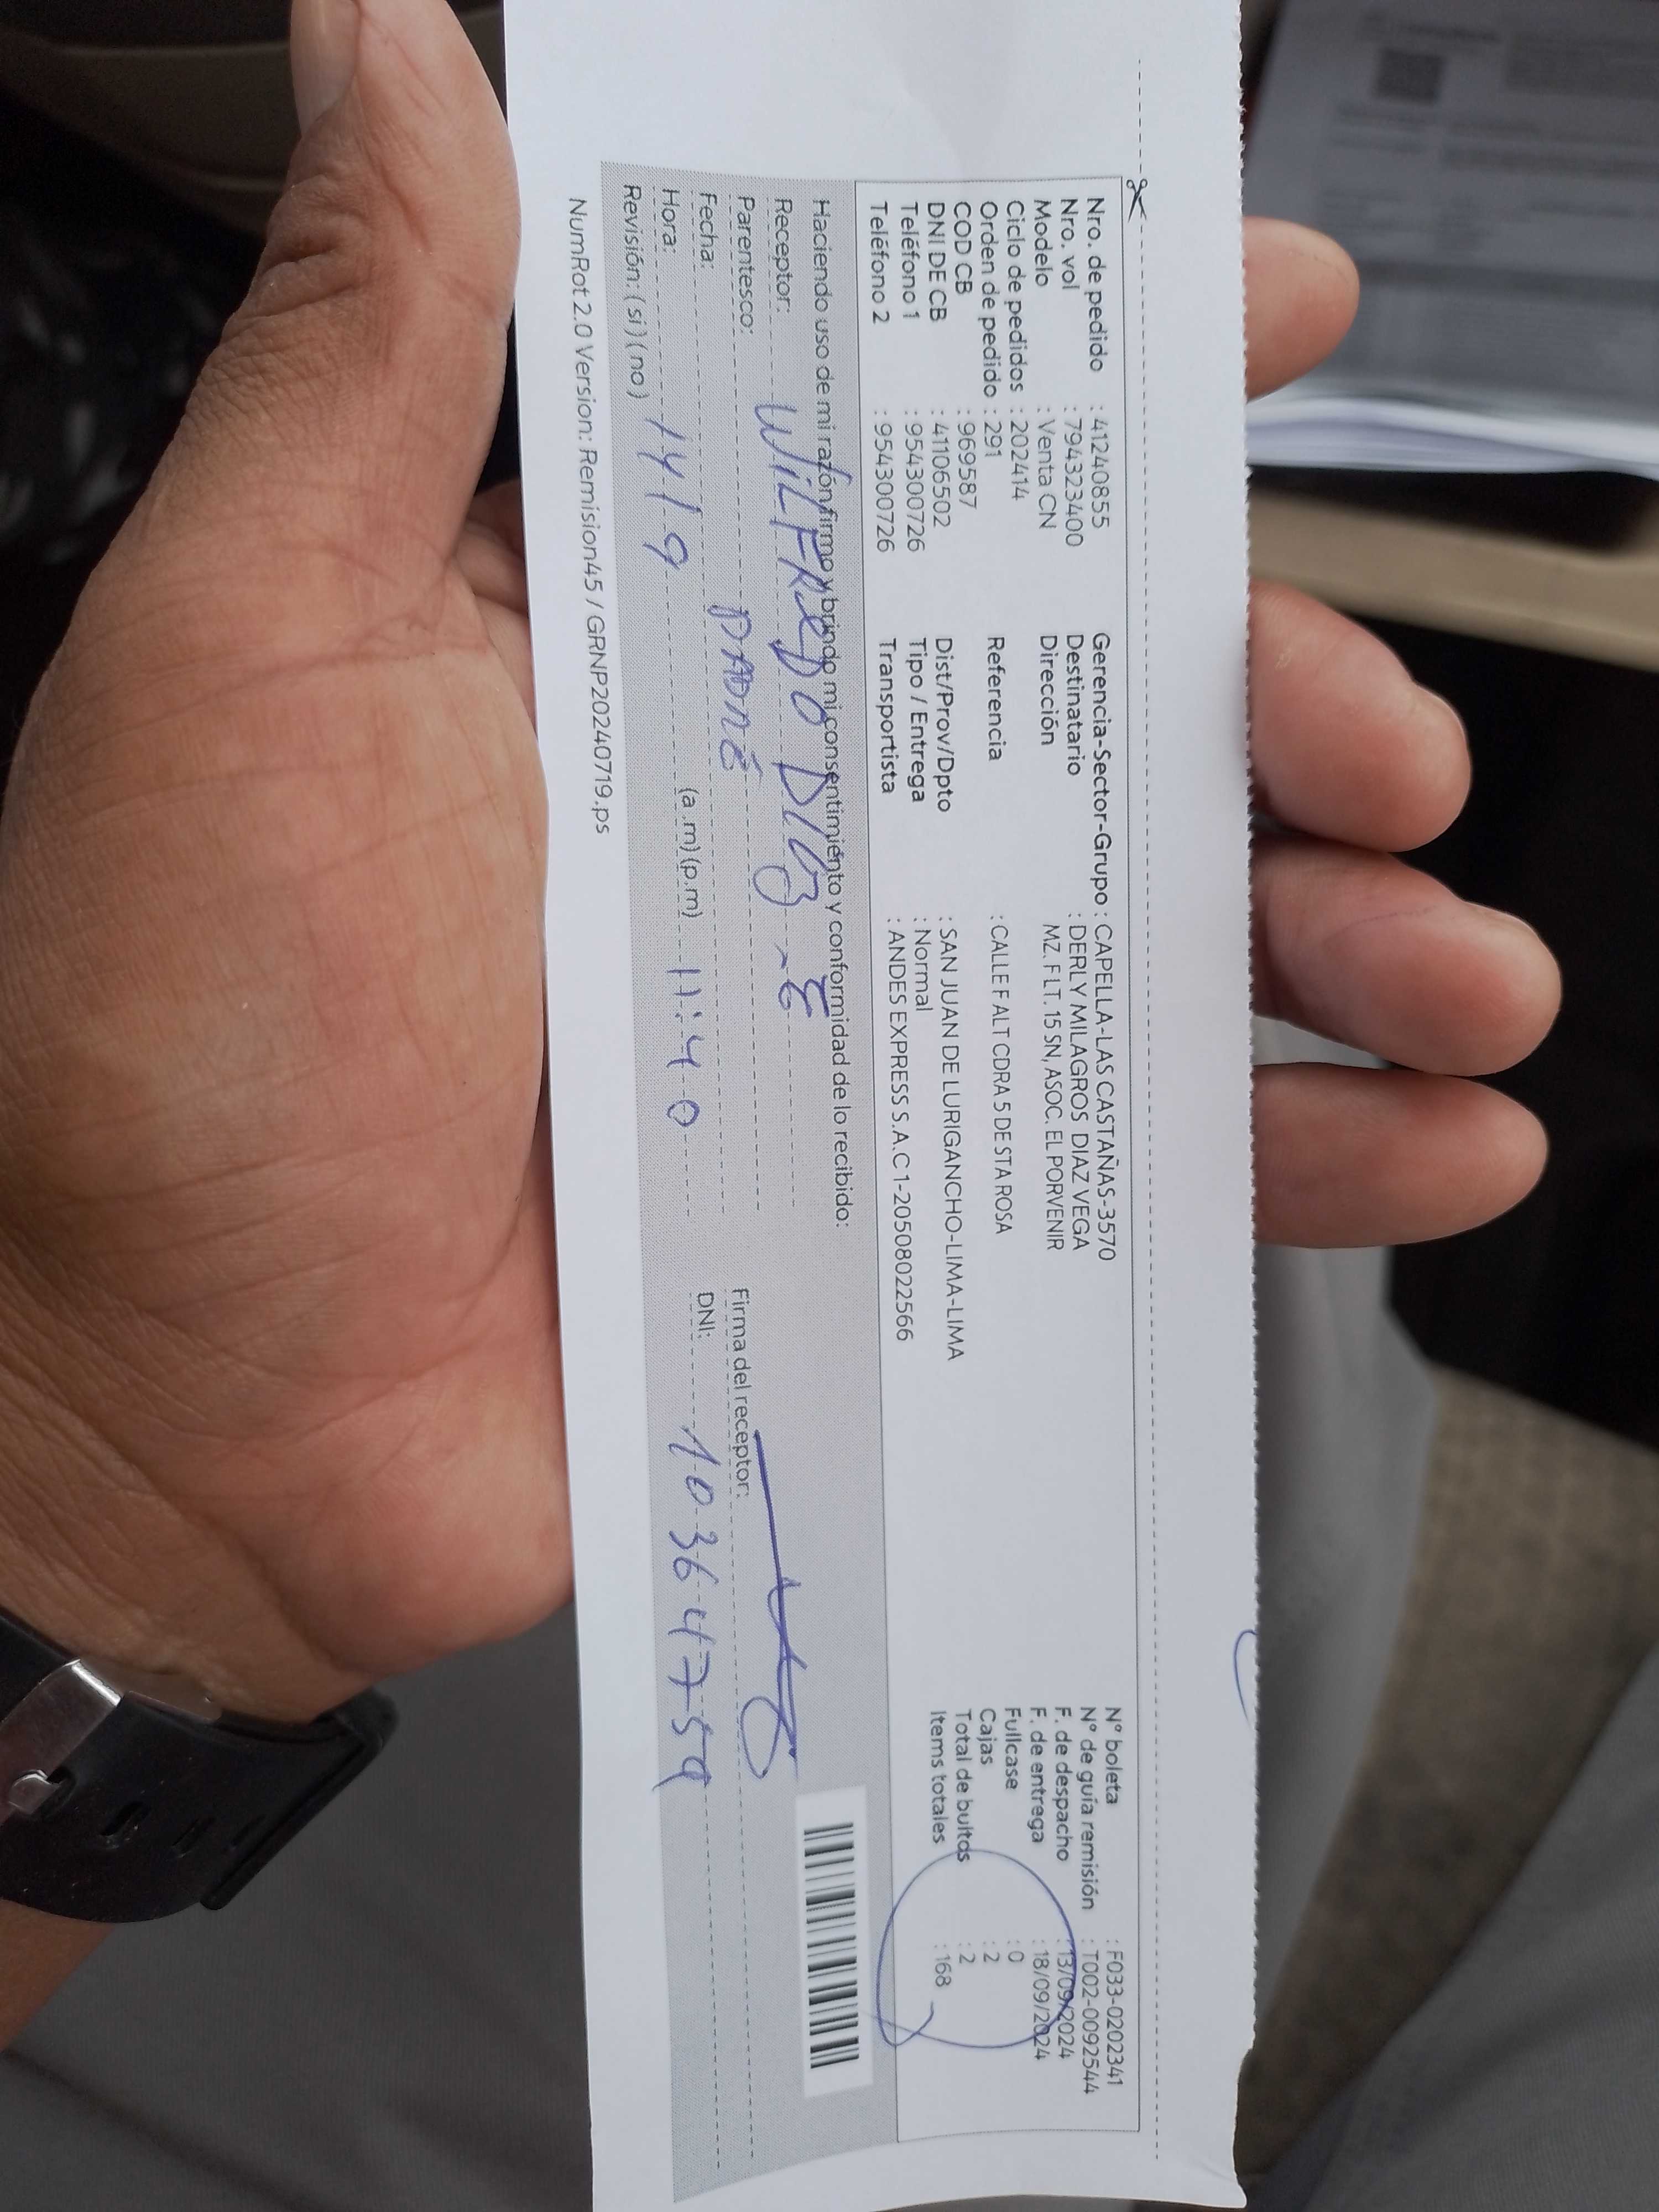 Nro. de pedido : 41240855
Nro. vol : 794323400
Modelo : Venta CN
Ciclo de pedidos : 202414
Orden de pedido : 291
COD CB : 969587
DNI DE CB : 41106502
Teléfono 1 : 954300726
Teléfono 2 : 954300726
Gerencia-Sector-Grupo : CAPELLA-LAS CASTAÑAS-3570
Destinatario : DERLY MILAGROS DIAZ VEGA
Dirección MZ. F LT. 15 SN, ASOC. EL PORVENIR
Referencia : CALLE F ALT CDRA 5 DE STA ROSA
Dist/Prov/Dpto : SAN JUAN DE LURIGANCHO-LIMA-LIMA
Tipo / Entrega : Normal
Transportista : ANDES EXPRESS S.A.C 1-20508022566
N° boleta : F033-0202341
N° de guía remisión : T002-0092544
F. de despacho : 13/09/2024
F. de entrega : 18/09/2024
Fullcase : 0
Cajas : 2
Total de bultos : 2
Items totales : 168
Haciendo uso de mi razón firmo y brindo mi consentimiento y conformidad de lo recibido:
Receptor: WILFREDO
Parentesco: PADRE
Fecha:
Hora: 14/9 (a.m)(p.m) 11:40
Revisión: (si) (no)
Firma del receptor:
DNI: 10364759
NumRot 2.0 Version: Remision45 / GRNP20240719.ps